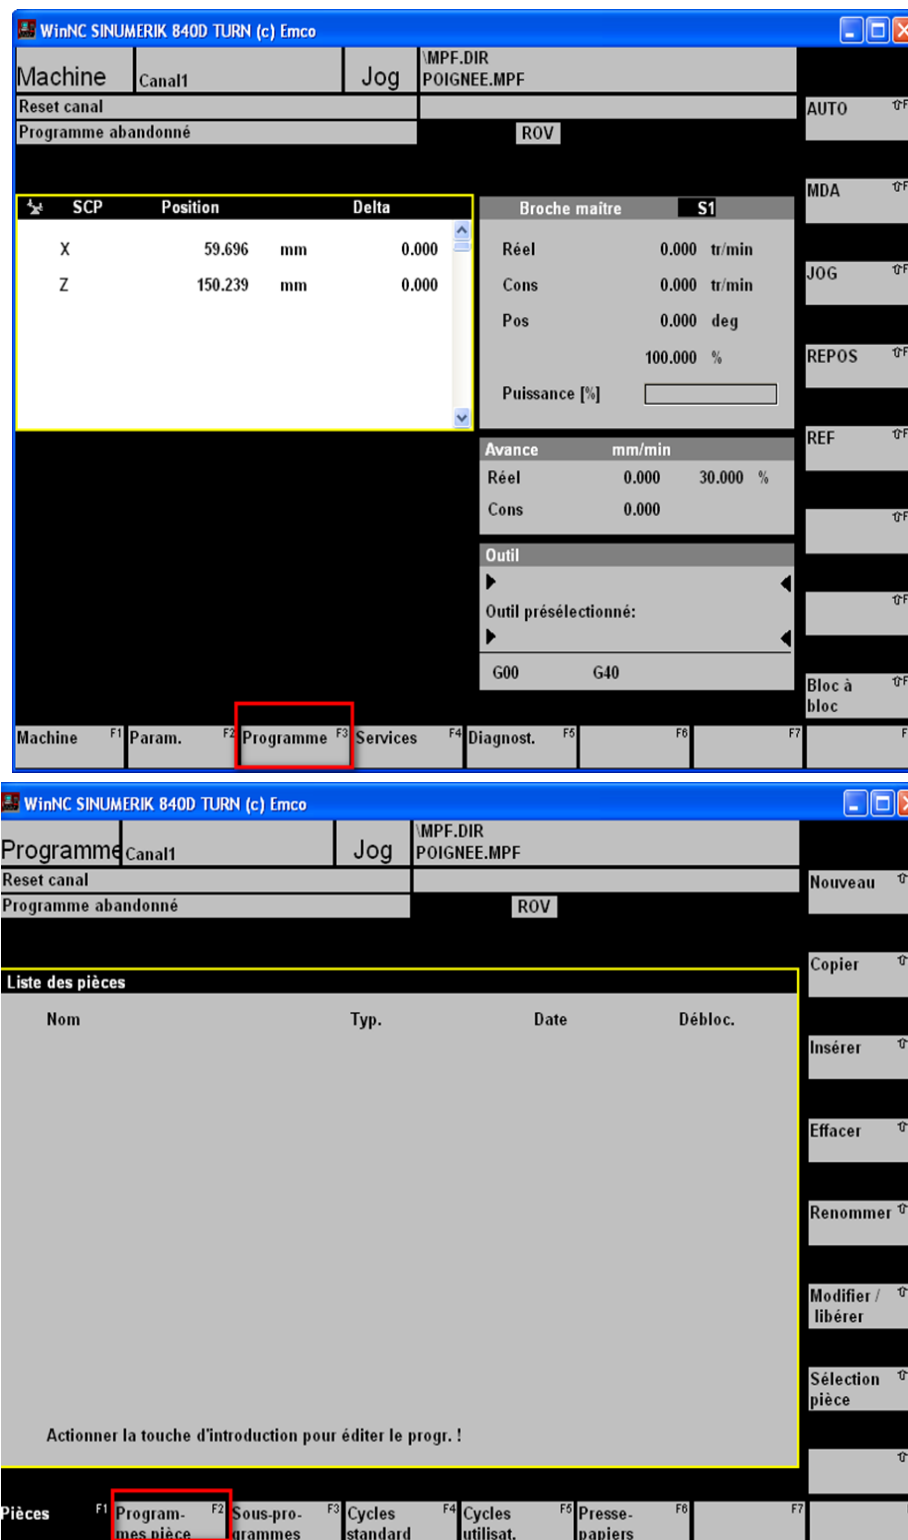 WinNC SINUMERIK 840D TURN (c) Emco
Machine
Canal1
Jog
\MPF.DIR
POIGNEE.MPF
Reset canal
Programme abandonné
ROV
AUTO
MDA
JOG
REPOS
REF
Bloc à
bloc
SCP Position Delta
X 59.696 mm 0.000
Z 150.239 mm 0.000
Broche maître S1
Réel 0.000 tr/min
Cons 0.000 tr/min
Pos 0.000 deg
100.000 %
Puissance [%]
Avance mm/min
Réel 0.000 30.000 %
Cons 0.000
Outil
Outil présélectionné:
G00 G40
Machine F1 Param. F2 Programme F3 Services F4 Diagnost. F5 F6 F7
WinNC SINUMERIK 840D TURN (c) Emco
Programme
Canal1
Jog
\MPF.DIR
POIGNEE.MPF
Reset canal
Programme abandonné
ROV
Nouveau
Copier
Insérer
Effacer
Renommer
Modifier /
libérer
Sélection
pièce
Liste des pièces
Nom Typ. Date Débloc.
Actionner la touche d'introduction pour éditer le progr. !
Pièces F1 Program- F2 Sous-pro- F3 Cycles F4 Cycles F5 Presse- F6 F7
mes pièce grammes standard utilisat. papiers